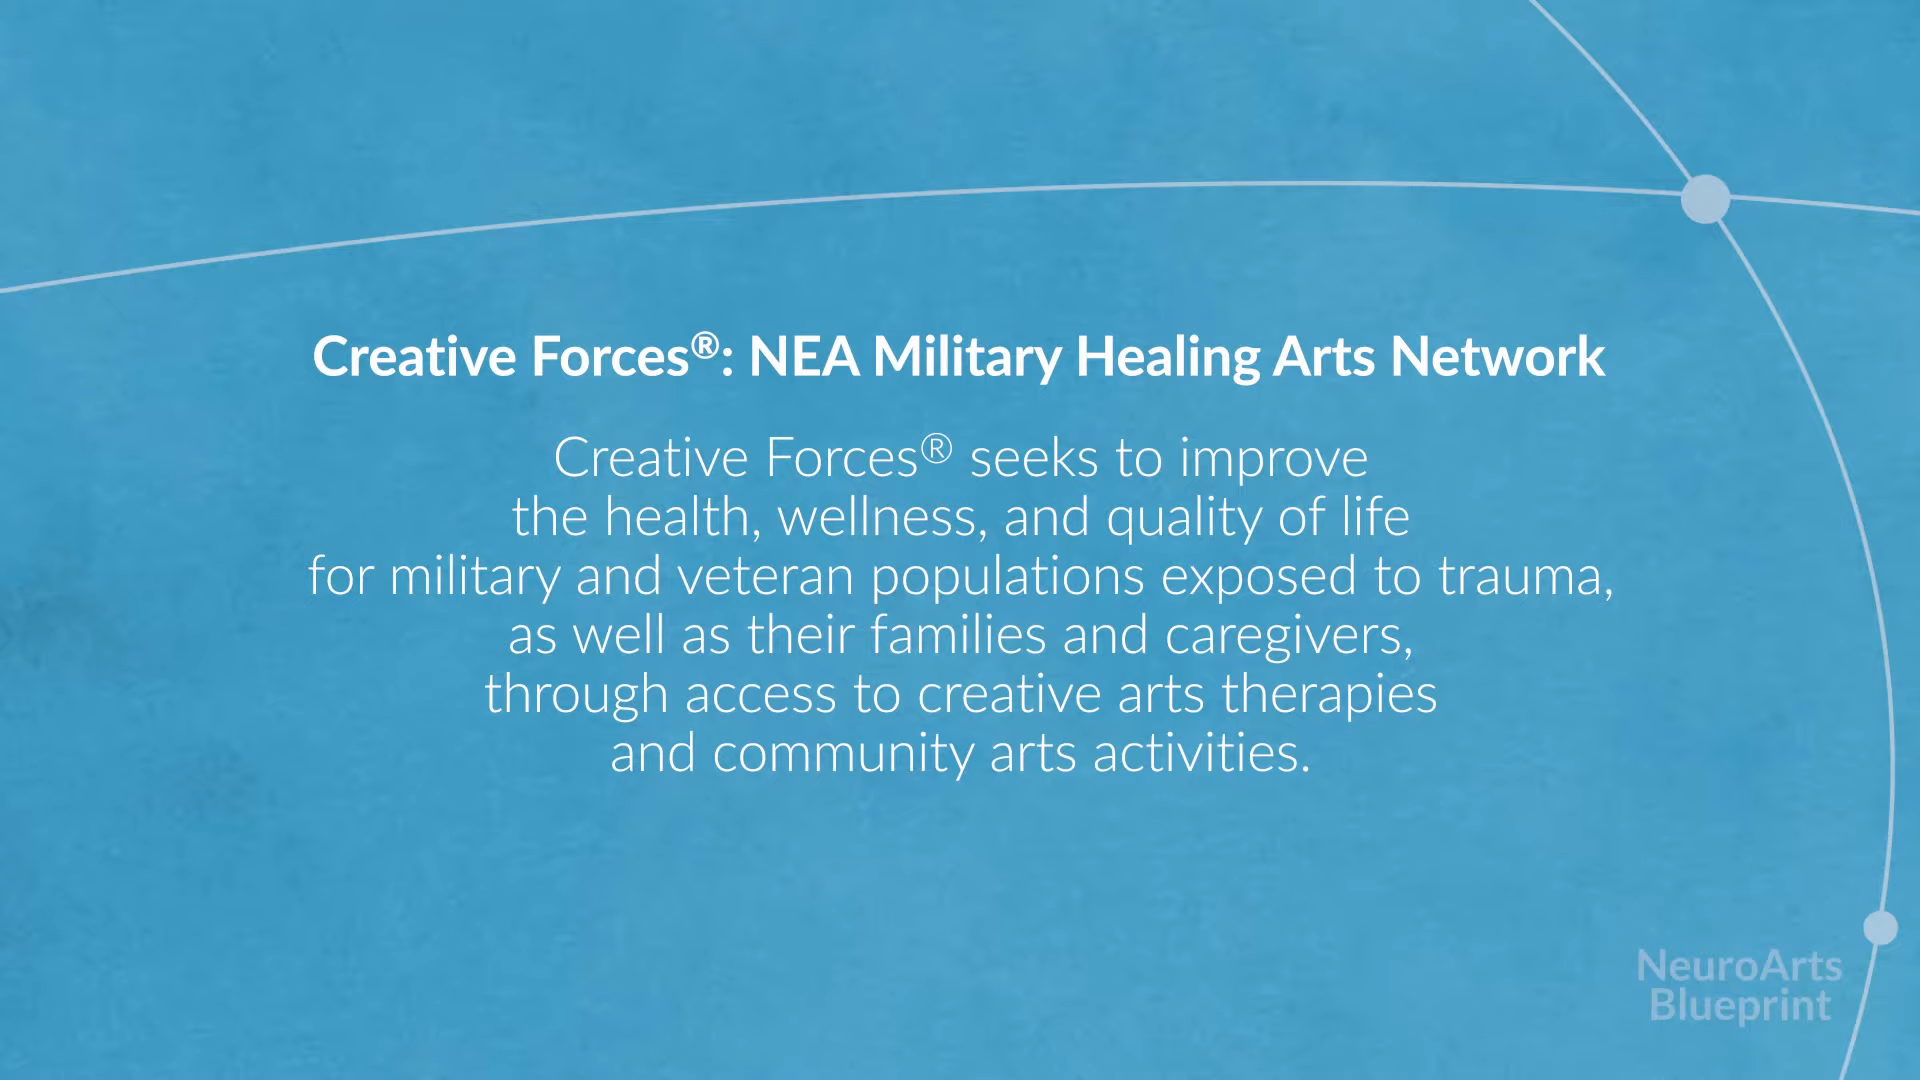 Creative Forces®: NEA Military Healing Arts Network
Creative Forces® seeks to improve
the health, wellness, and quality of life
for military and veteran populations exposed to trauma,
as well as their families and caregivers,
through access to creative arts therapies
and community arts activities.
NeuroArts
Blueprint